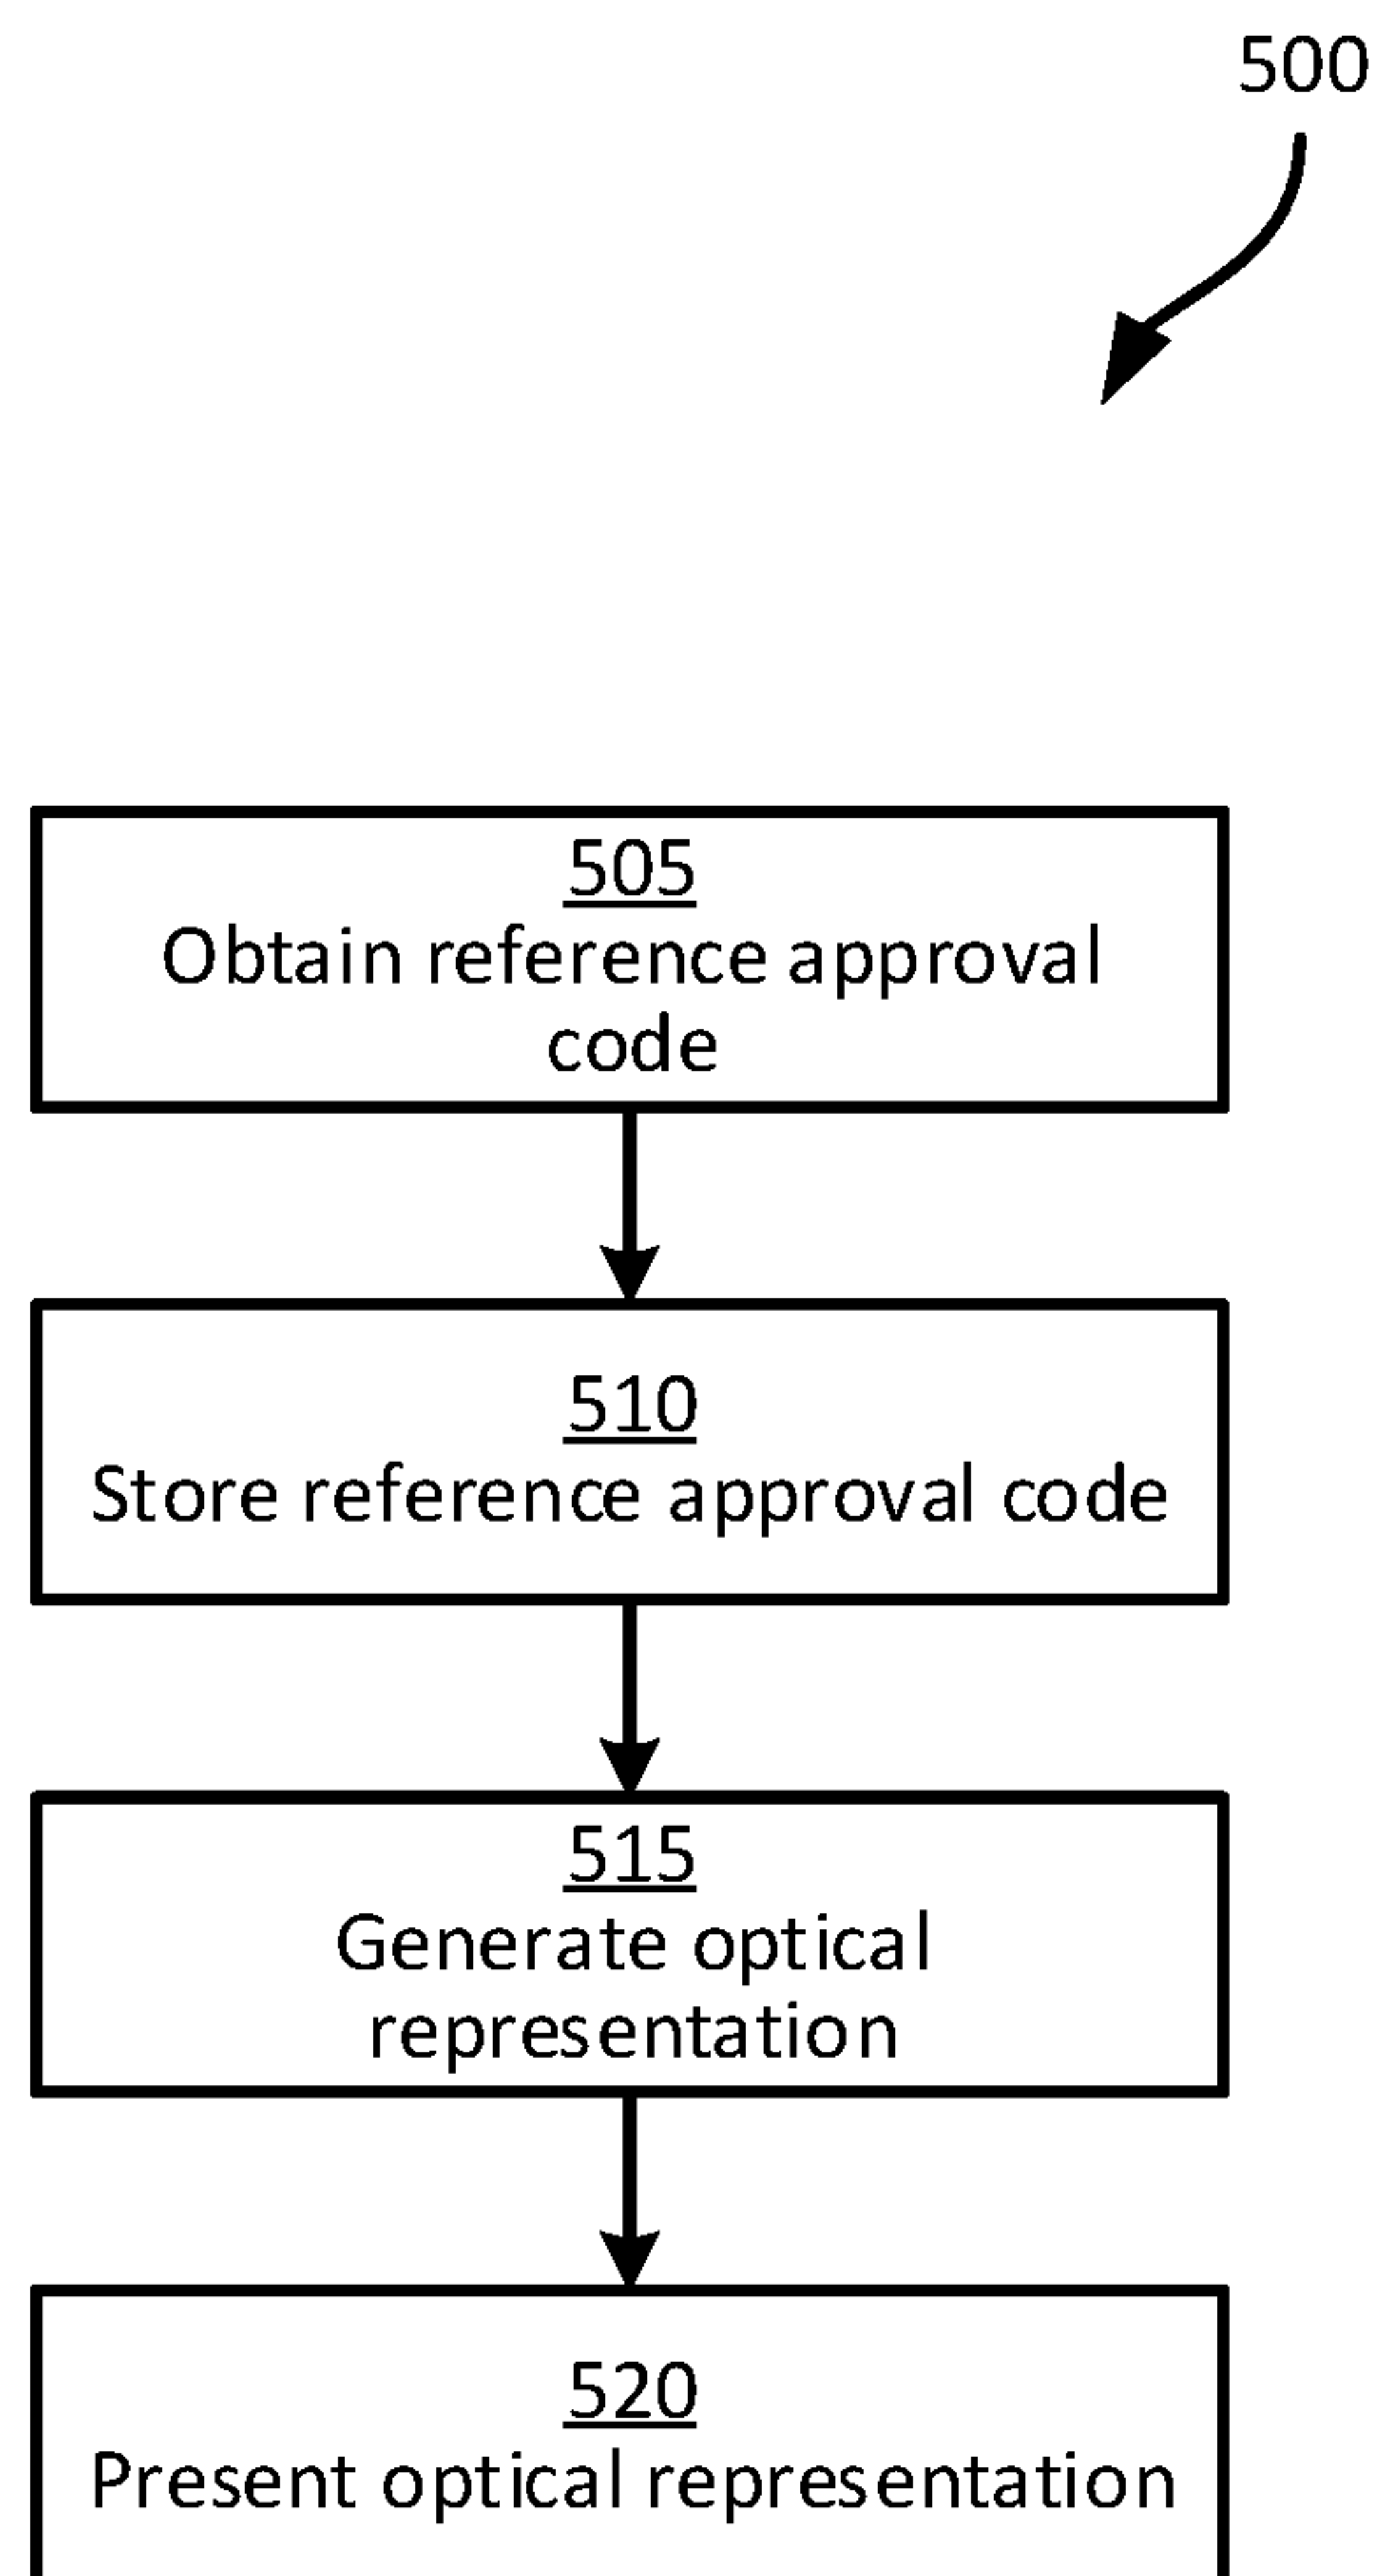 500
505
Obtain reference approval
code
510
Store reference approval code
515
Generate optical
representation
520
Present optical representation